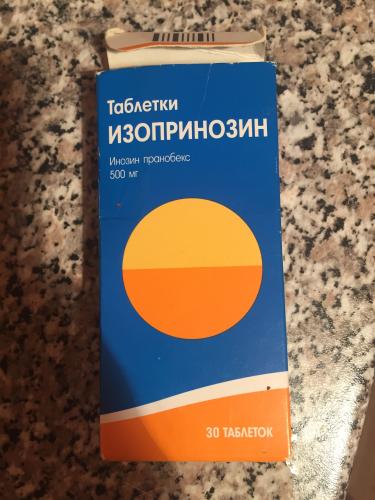 Таблетки
ИЗОПРИНОЗИН
Инозин пранобекс
500 мг
30 ТАБЛЕТОК